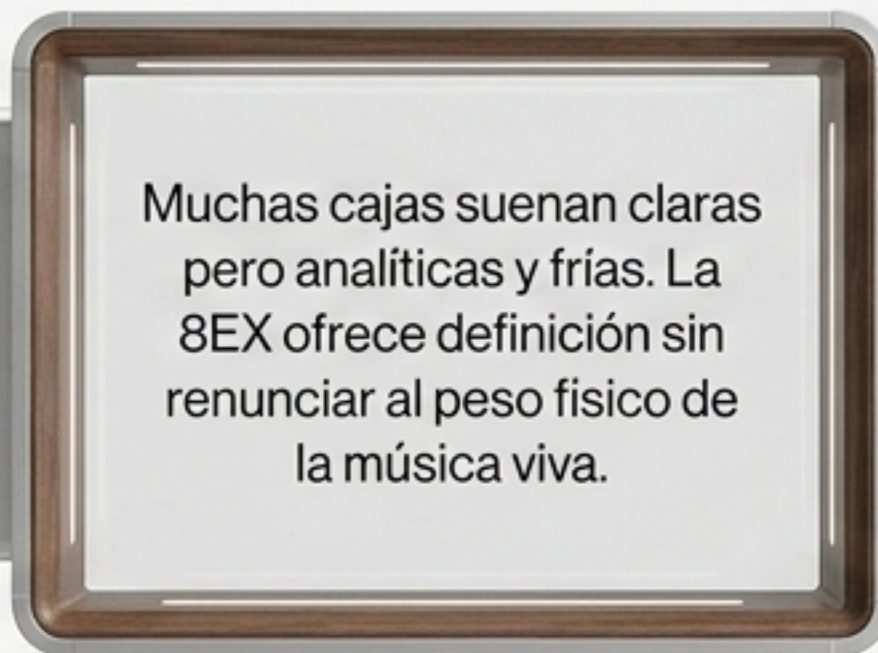 Muchas cajas suenan claras
pero analíticas y frías. La
8EX ofrece definición sin
renunciar al peso fisico de
la música viva.